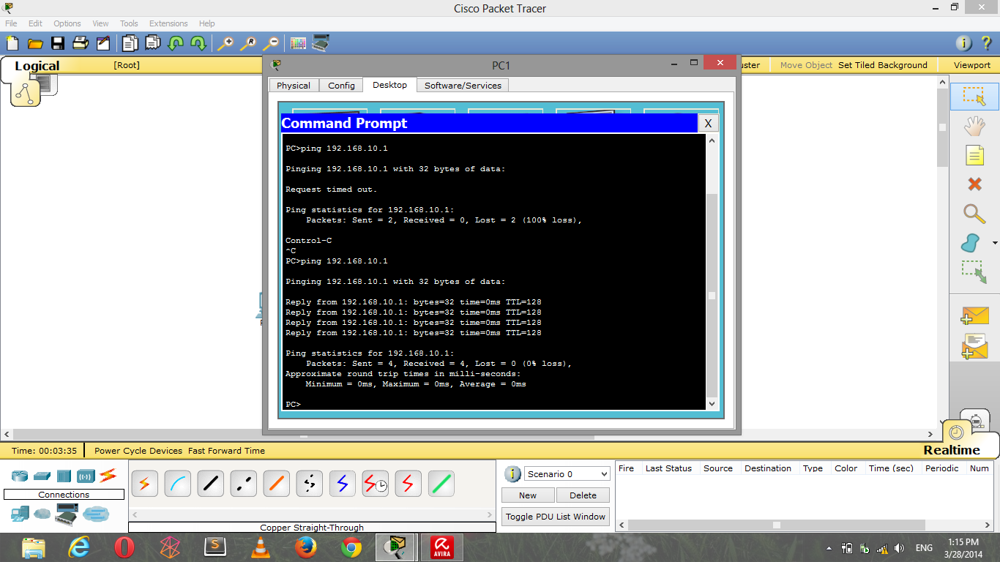 Cisco Packet Tracer
File Edit Options View Tools Extensions Help
Logical [Root] Move Object Set Tiled Background Viewport
PC1
Physical Config Desktop Software/Services
Command Prompt X
PC>ping 192.168.10.1
Pinging 192.168.10.1 with 32 bytes of data:
Request timed out.
Ping statistics for 192.168.10.1:
Packets: Sent = 2, Received = 0, Lost = 2 (100% loss),
Control-C
^C
PC>ping 192.168.10.1
Pinging 192.168.10.1 with 32 bytes of data:
Reply from 192.168.10.1: bytes=32 time=0ms TTL=128
Reply from 192.168.10.1: bytes=32 time=0ms TTL=128
Reply from 192.168.10.1: bytes=32 time=0ms TTL=128
Reply from 192.168.10.1: bytes=32 time=0ms TTL=128
Ping statistics for 192.168.10.1:
Packets: Sent = 4, Received = 4, Lost = 0 (0% loss),
Approximate round trip times in milli-seconds:
Minimum = 0ms, Maximum = 0ms, Average = 0ms
PC>
Time: 00:03:35 Power Cycle Devices Fast Forward Time Realtime
Scenario 0
New Delete
Toggle PDU List Window
Fire Last Status Source Destination Type Color Time (sec) Periodic Num
Connections
Copper Straight-Through
AVIRA
ENG
1:15 PM
3/28/2014